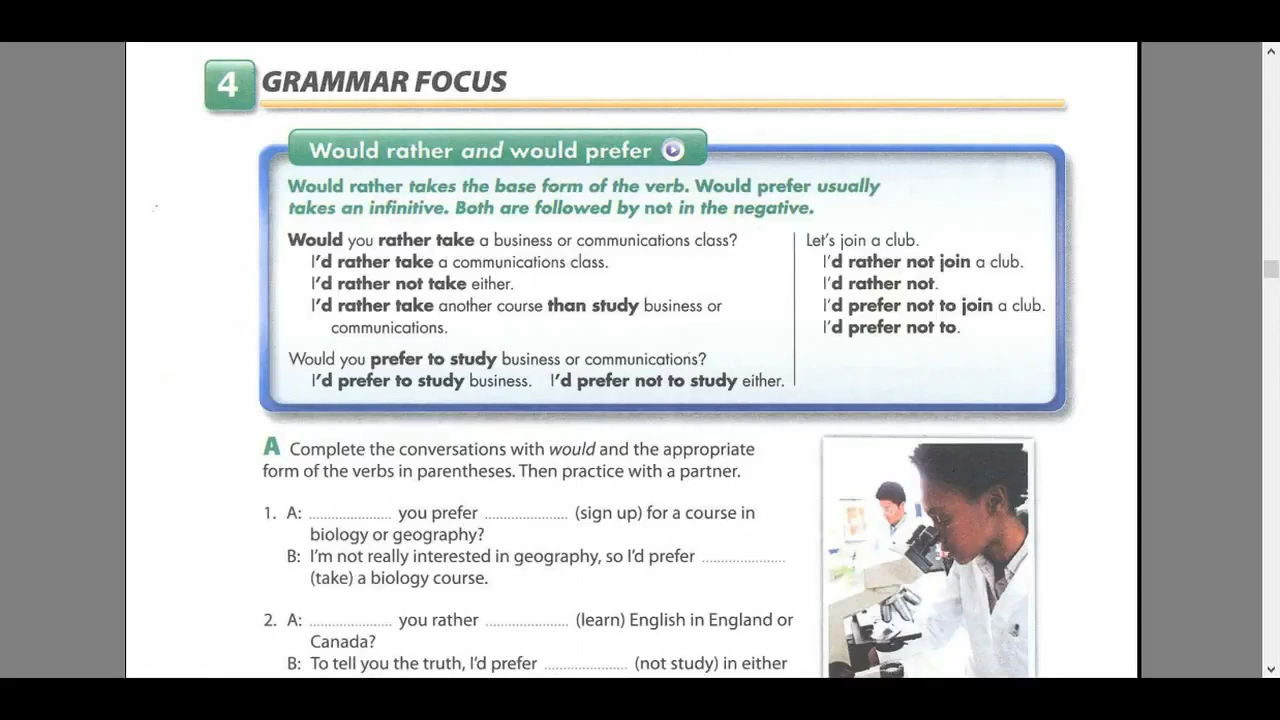 4 GRAMMAR FOCUS
Would rather and would prefer
Would rather takes the base form of the verb. Would prefer usually
takes an infinitive. Both are followed by not in the negative.
Would you rather take a business or communications class?
I'd rather take a communications class.
I'd rather not take either.
I'd rather take another course than study business or
communications.
Would you prefer to study business or communications?
I'd prefer to study business. I'd prefer not to study either.
Let's join a club.
I'd rather not join a club.
I'd rather not.
I'd prefer not to join a club.
I'd prefer not to.
A Complete the conversations with would and the appropriate
form of the verbs in parentheses. Then practice with a partner.
1. A: ..................... you prefer ..................... (sign up) for a course in
biology or geography?
B: I'm not really interested in geography, so I'd prefer .....................
(take) a biology course.
2. A: ..................... you rather ..................... (learn) English in England or
Canada?
B: To tell you the truth, I'd prefer ..................... (not study) in either